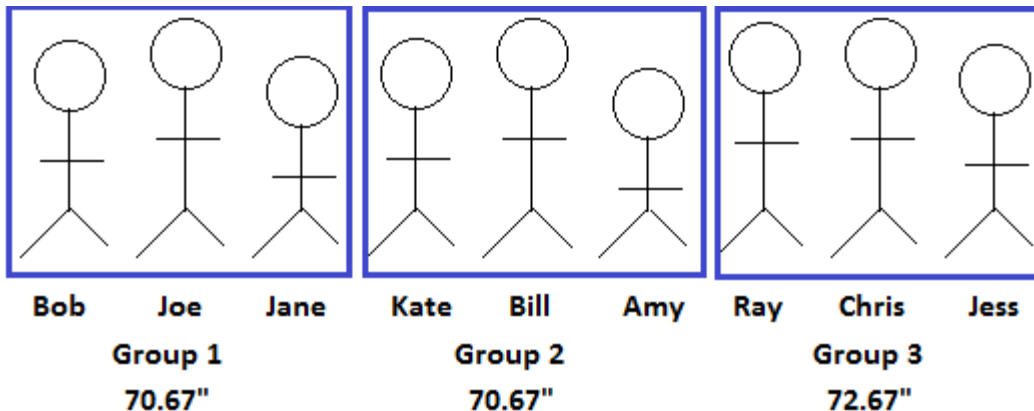 Bob Joe Jane Kate Bill Amy Ray Chris Jess
Group 1 Group 2 Group 3
70.67" 70.67" 72.67"